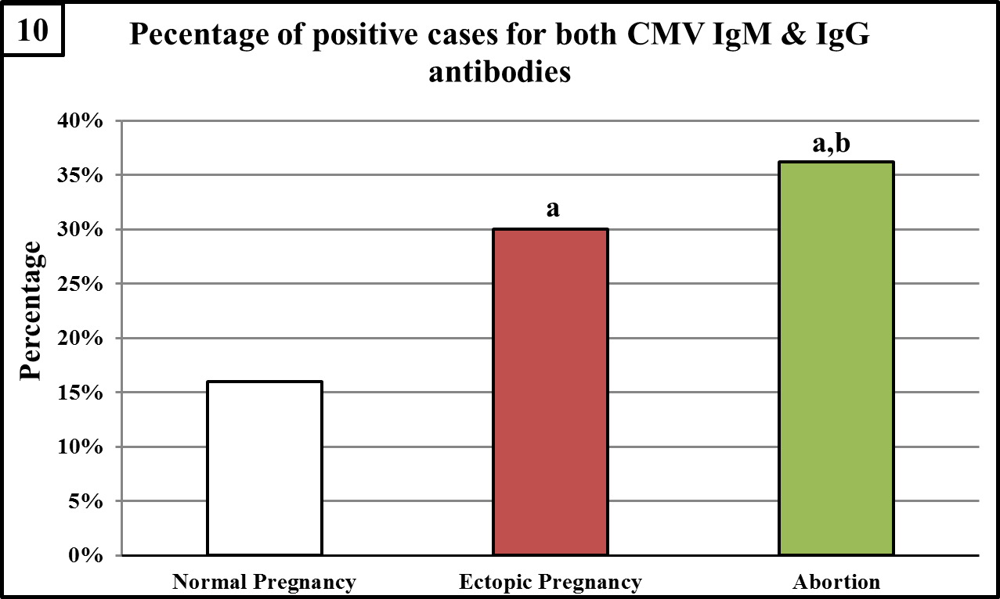 10
Pecentage of positive cases for both CMV IgM & IgG
antibodies
40%
35%
30%
25%
20%
15%
10%
5%
0%
Percentage
a
a,b
Normal Pregnancy
Ectopic Pregnancy
Abortion